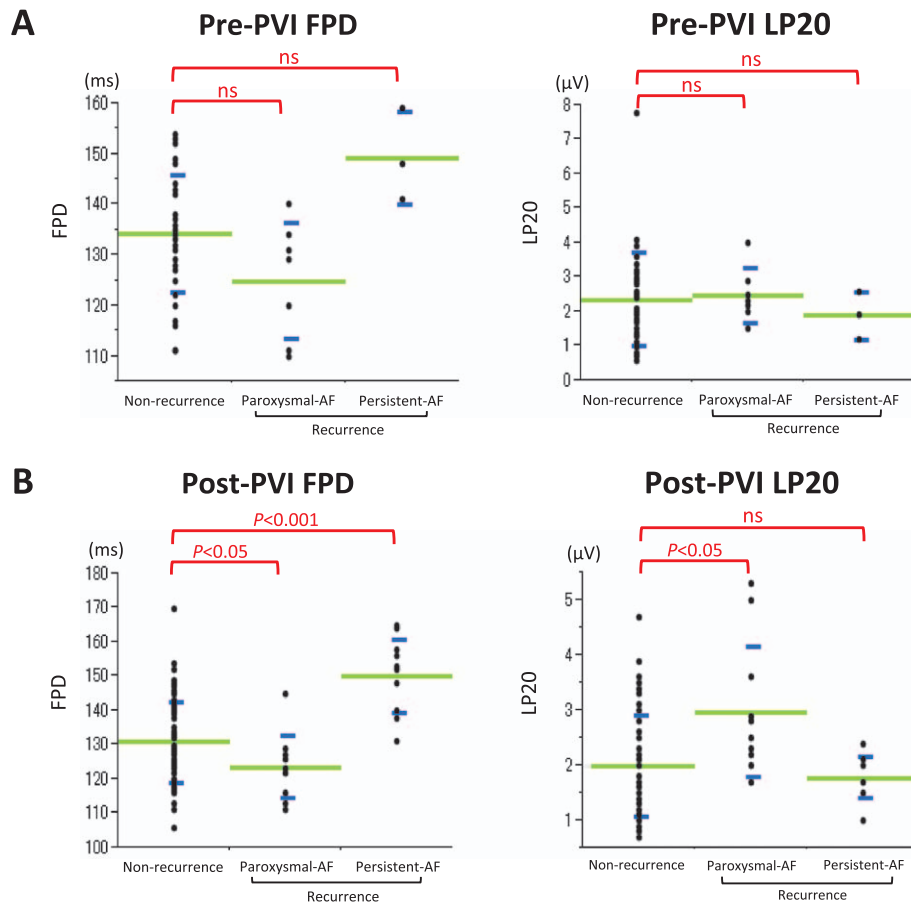 A
Pre-PVI FPD
Pre-PVI LP20
ns
ns
(ms)
160
150
140
130
120
110
FPD
Non-recurrence Paroxysmal-AF Persistent-AF
Recurrence
ns
ns
(μV)
8
7
6
5
4
3
2
1
0
LP20
Non-recurrence Paroxysmal-AF Persistent-AF
Recurrence
B
Post-PVI FPD
Post-PVI LP20
P<0.001
P<0.05
(ms)
180
170
160
150
140
130
120
110
100
FPD
Non-recurrence Paroxysmal-AF Persistent-AF
Recurrence
ns
P<0.05
(μV)
5
4
3
2
1
LP20
Non-recurrence Paroxysmal-AF Persistent-AF
Recurrence